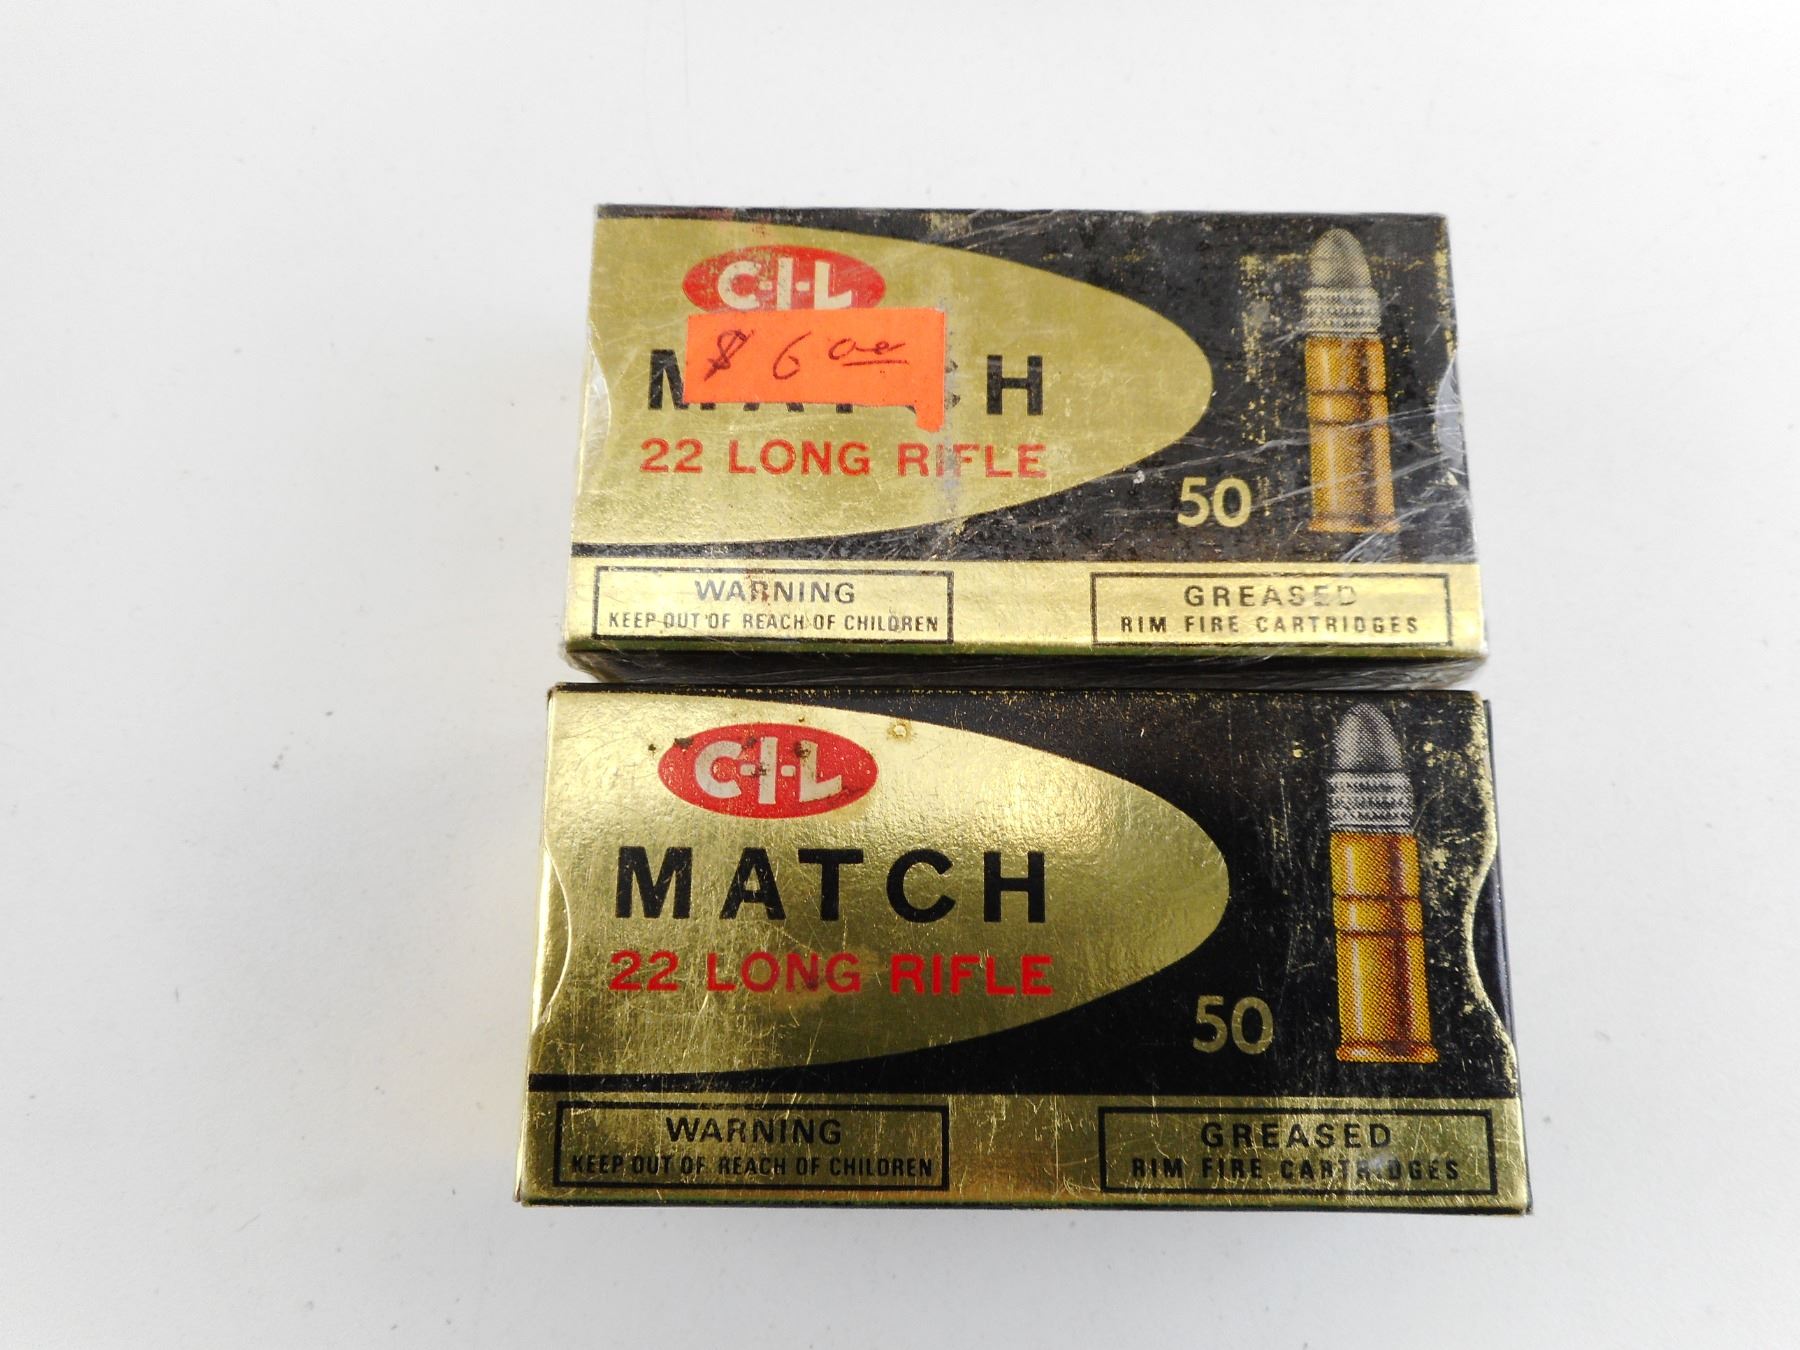 C-I-L
$ 6 00
MATCH
22 LONG RIFLE
50
WARNING
KEEP OUT OF REACH OF CHILDREN
GREASED
RIM FIRE CARTRIDGES
C-I-L
MATCH
22 LONG RIFLE
50
WARNING
KEEP OUT OF REACH OF CHILDREN
GREASED
RIM FIRE CARTRIDGES